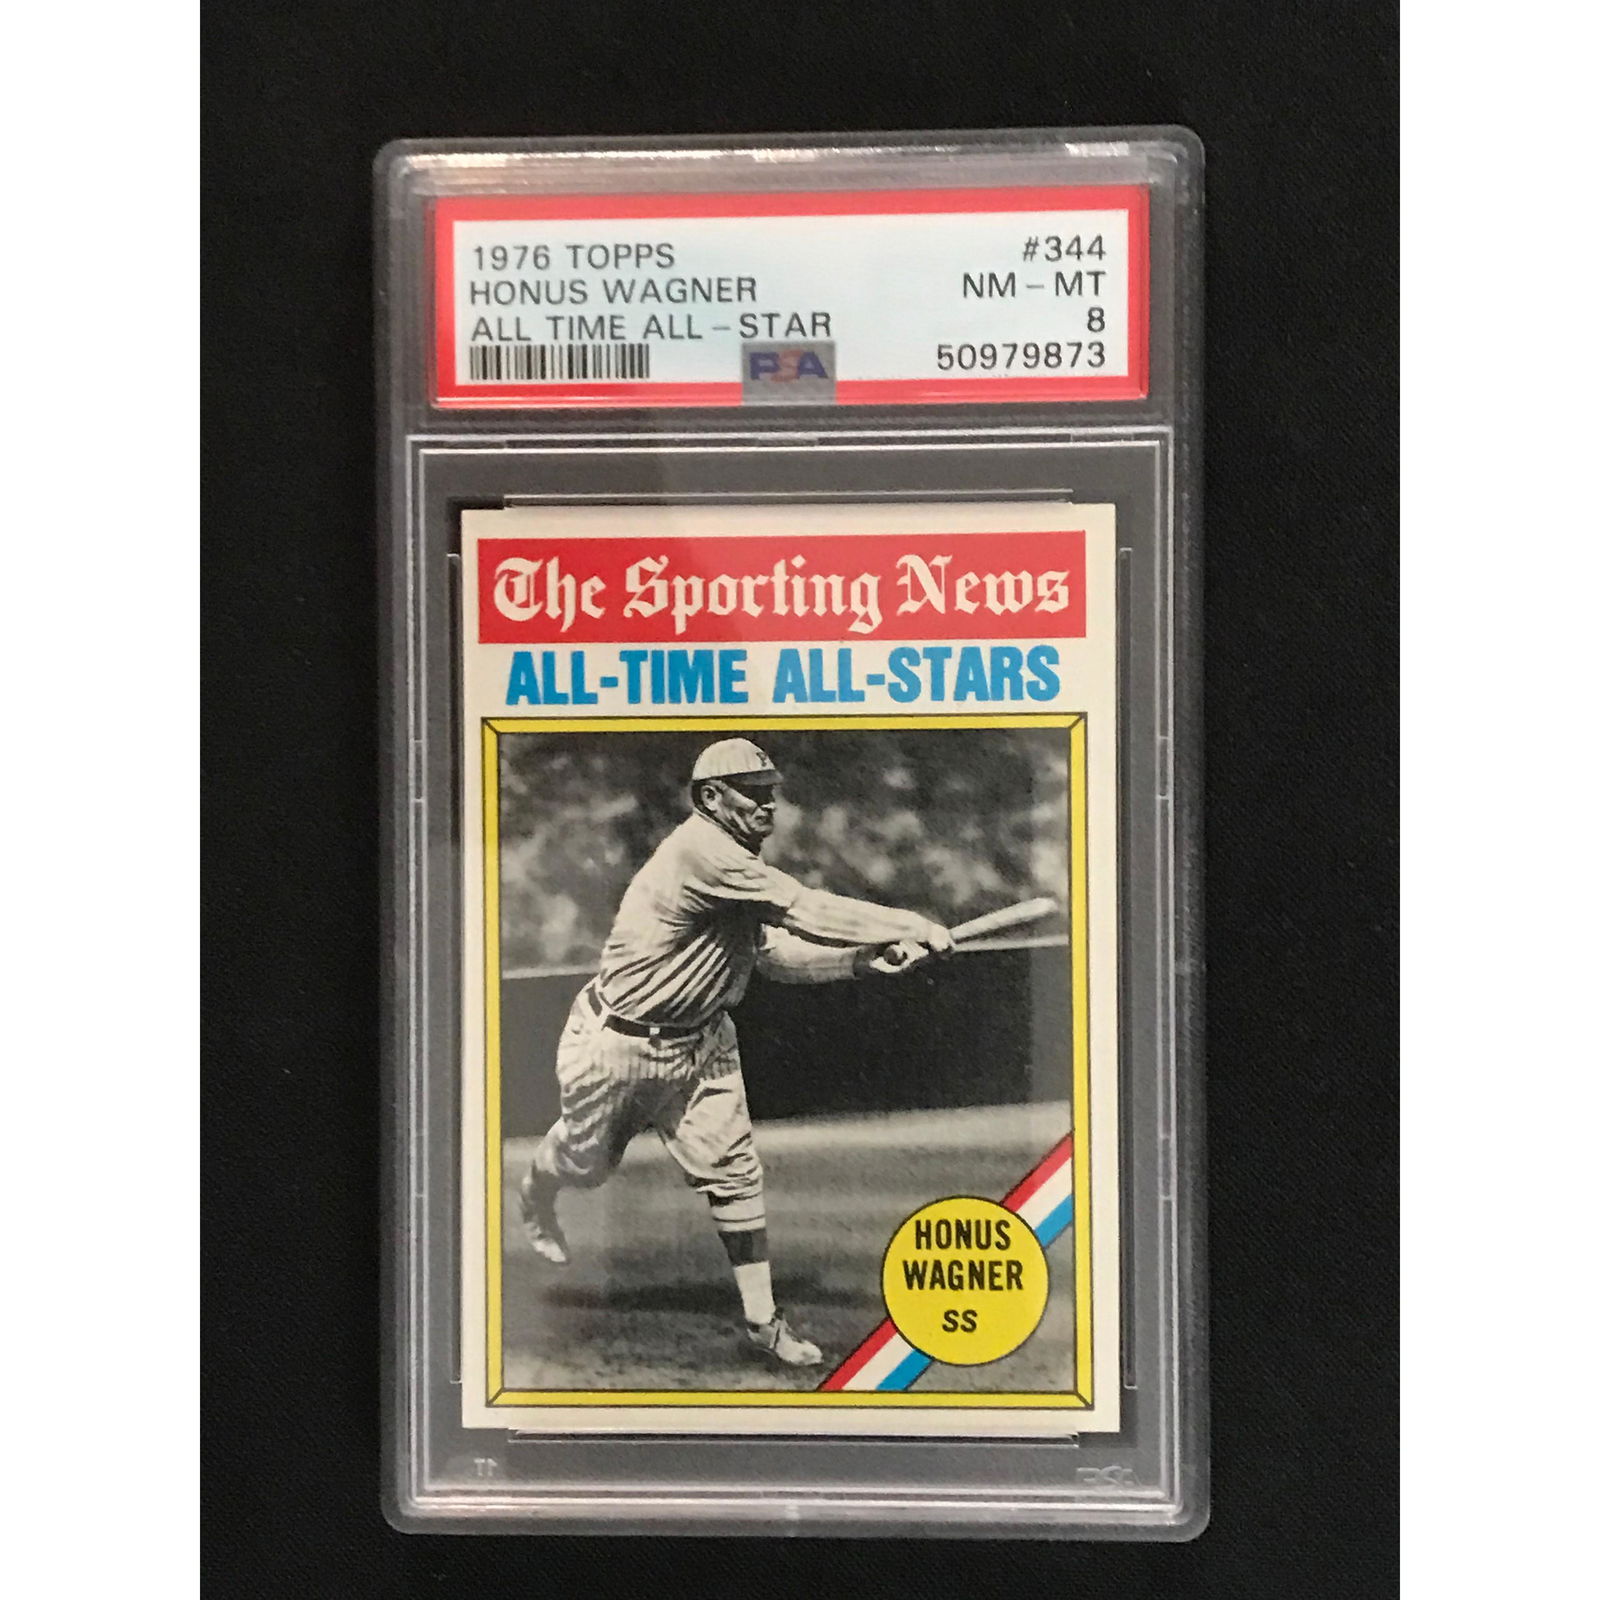 1976 TOPPS #344
HONUS WAGNER NM - MT
ALL TIME ALL - STAR 8
PSA 50979873
The Sporting News
ALL-TIME ALL-STARS
P
HONUS
WAGNER
SS
PSA